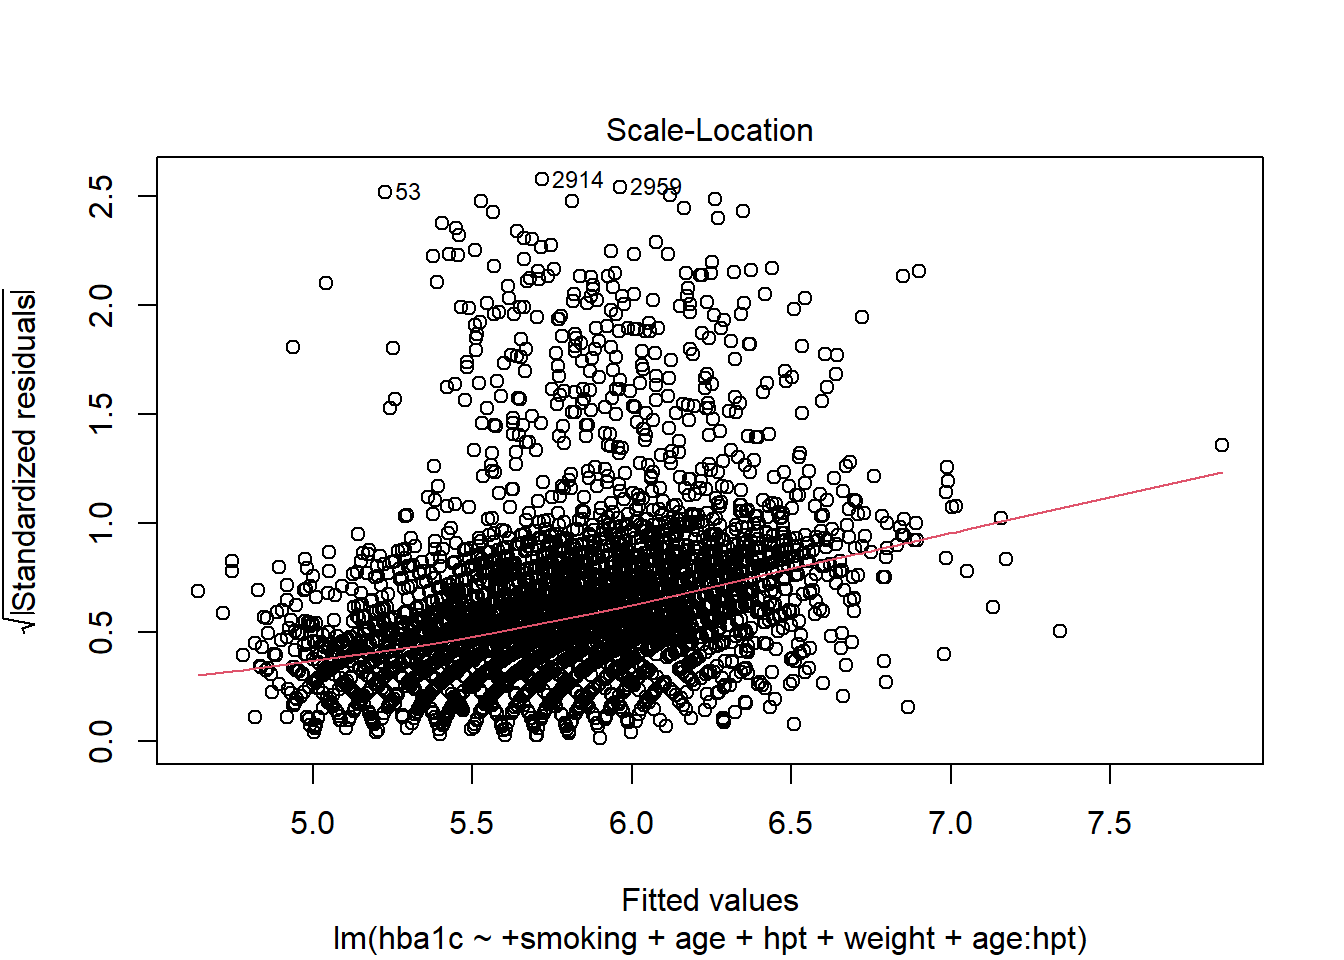 Scale-Location
√|Standardized residuals|
2.5
2.0
1.5
1.0
0.5
0.0
53
2914
2959
5.0 5.5 6.0 6.5 7.0 7.5
Fitted values
lm(hba1c ~ +smoking + age + hpt + weight + age:hpt)